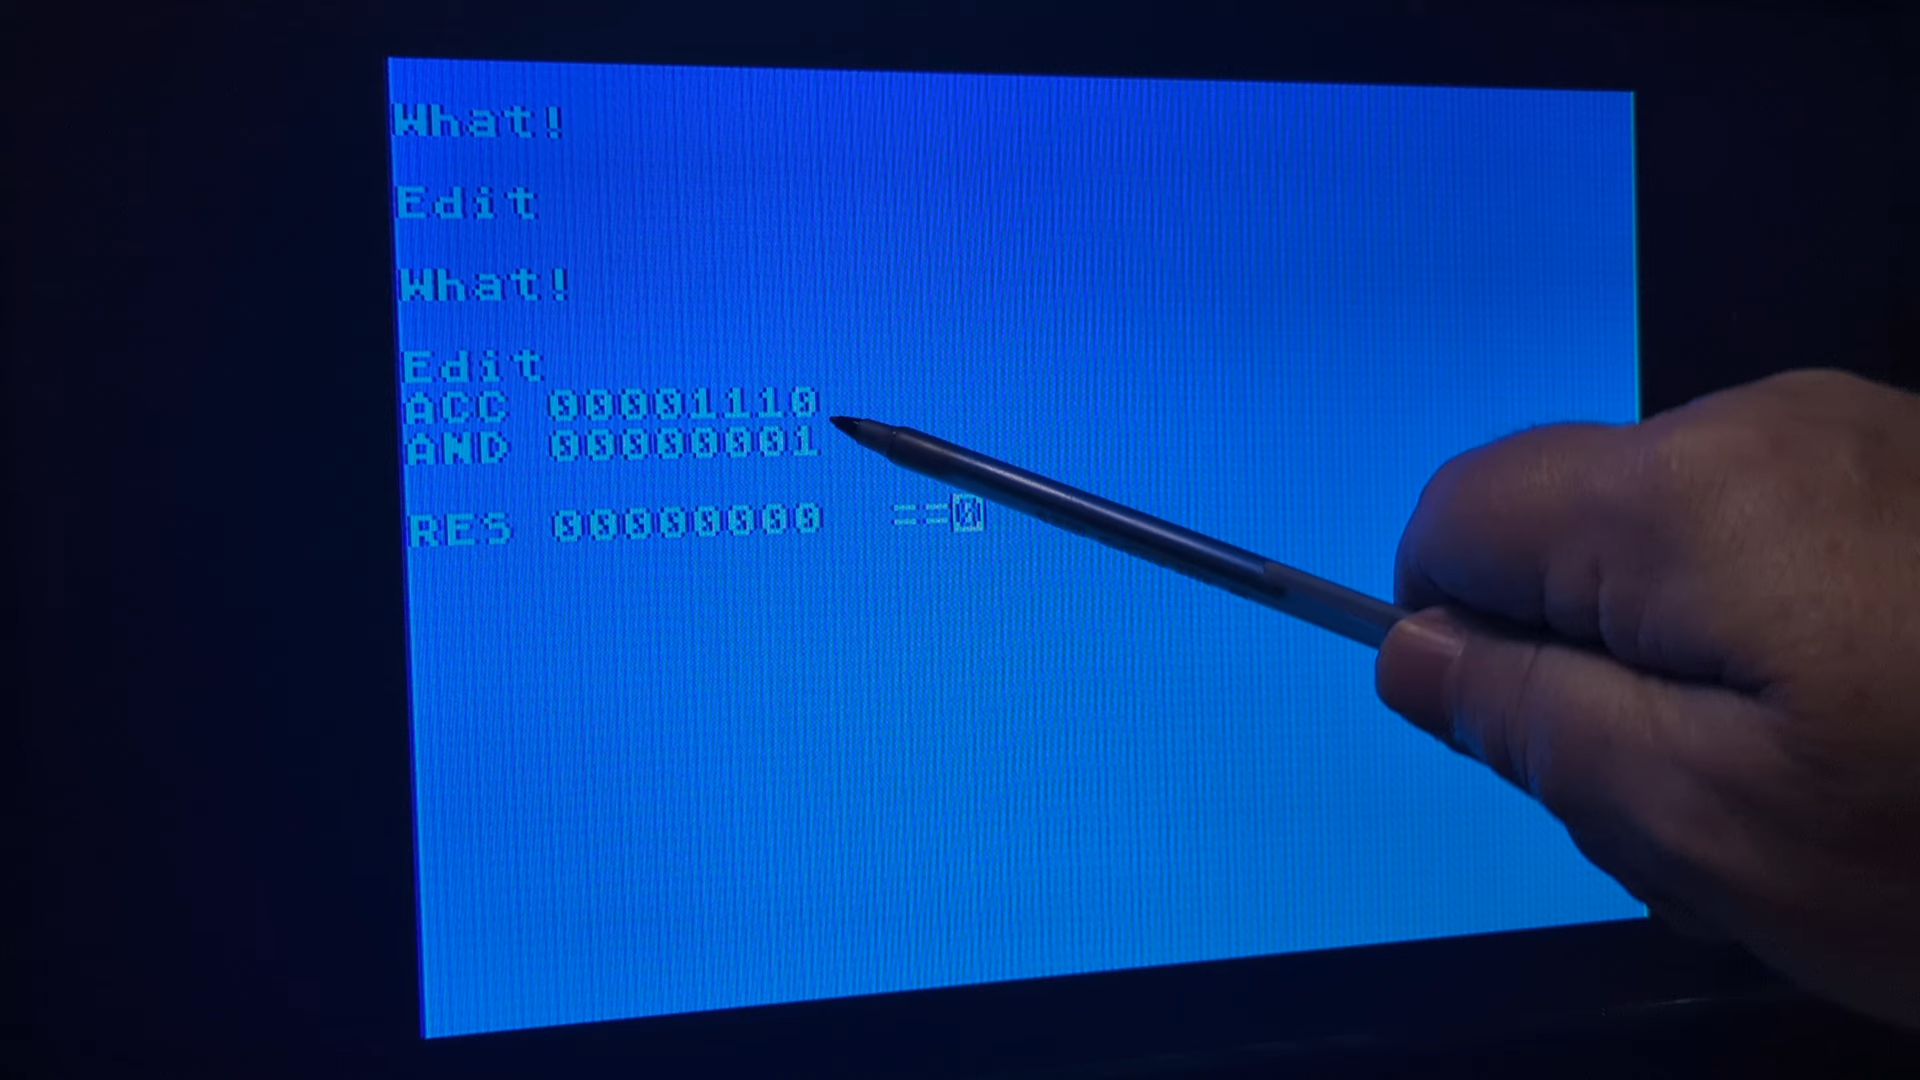 What!
Edit
What!
Edit
ACC 00001110
AND 00000001
RES 00000000 ==0